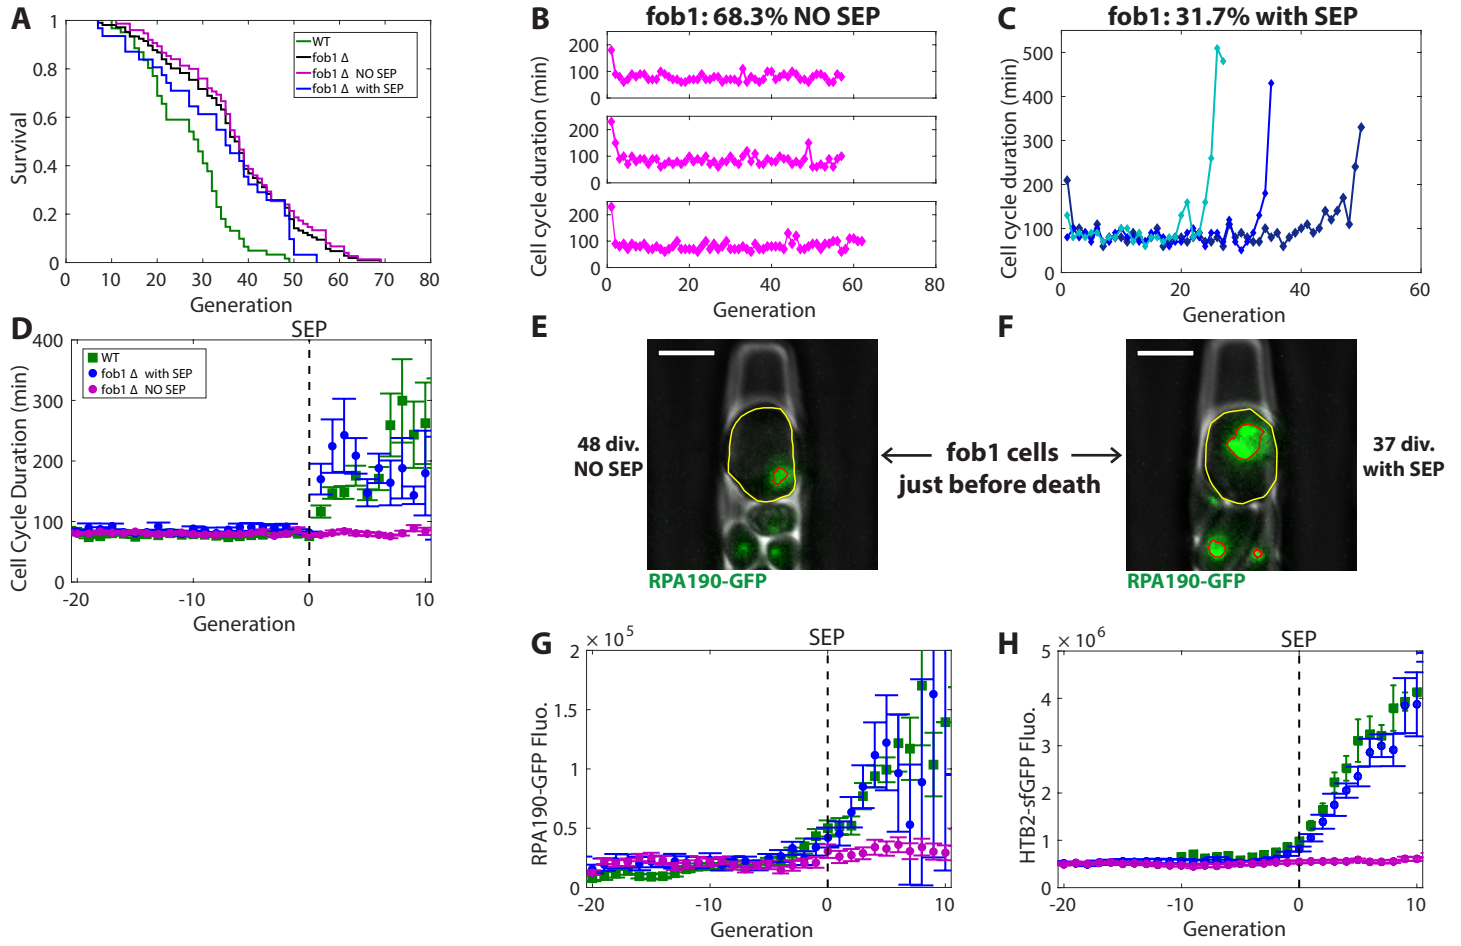 A
Survival
1
0.8
0.6
0.4
0.2
0
0 10 20 30 40 50 60 70 80
Generation
WT
fob1 Δ
fob1 Δ NO SEP
fob1 Δ with SEP
B
fob1: 68.3% NO SEP
Cell cycle duration (min)
200
100
0
200
100
0
200
100
0
0 20 40 60 80
Generation
C
fob1: 31.7% with SEP
Cell cycle duration (min)
500
400
300
200
100
0
0 20 40 60
Generation
D
SEP
Cell Cycle Duration (min)
400
300
200
100
0
WT
fob1 Δ with SEP
fob1 Δ NO SEP
-20 -10 0 10
Generation
E
48 div.
NO SEP
RPA190-GFP
fob1 cells
just before death
F
37 div.
with SEP
RPA190-GFP
G
× 10⁵
SEP
RPA190-GFP Fluo.
2
1.5
1
0.5
0
-20 -10 0 10
Generation
H
× 10⁶
SEP
HTB2-sfGFP Fluo.
5
4
3
2
1
0
-20 -10 0 10
Generation